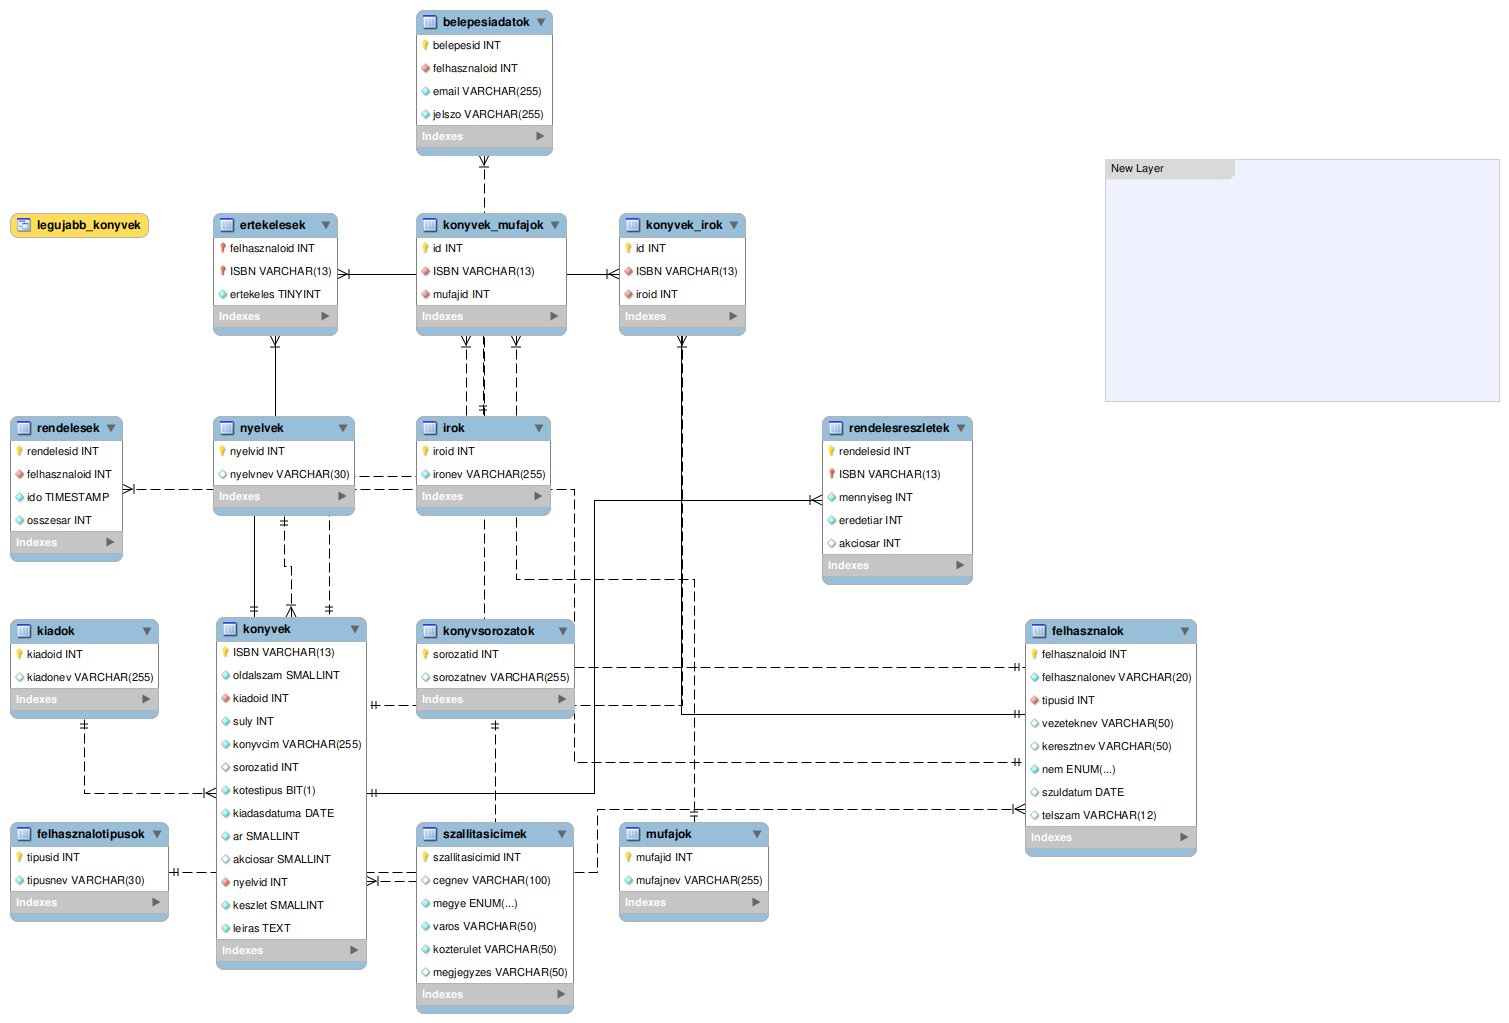 belepesiadatok
belepesid INT
felhasznaloid INT
email VARCHAR(255)
jelszo VARCHAR(255)
Indexes
New Layer
legujabb_konyvek
ertekelesek
felhasznaloid INT
ISBN VARCHAR(13)
ertekeles TINYINT
Indexes
konyvek_mufajok
id INT
ISBN VARCHAR(13)
mufajid INT
Indexes
konyvek_irok
id INT
ISBN VARCHAR(13)
iroid INT
Indexes
rendelesek
rendelesid INT
felhasznaloid INT
ido TIMESTAMP
osszesar INT
Indexes
nyelvek
nyelvid INT
nyelvnev VARCHAR(30)
Indexes
irok
iroid INT
ironev VARCHAR(255)
Indexes
rendelesreszletek
rendelesid INT
ISBN VARCHAR(13)
mennyiseg INT
eredetiar INT
akciosar INT
Indexes
kiadok
kiadoid INT
kiadonev VARCHAR(255)
Indexes
konyvek
ISBN VARCHAR(13)
oldalszam SMALLINT
kiadoid INT
suly INT
konyvcim VARCHAR(255)
sorozatid INT
kotestipus BIT(1)
kiadasdatuma DATE
ar SMALLINT
akciosar SMALLINT
nyelvid INT
keszlet SMALLINT
leiras TEXT
Indexes
konyvsorozatok
sorozatid INT
sorozatnev VARCHAR(255)
Indexes
felhasznalok
felhasznaloid INT
felhasznalonev VARCHAR(20)
tipusid INT
vezeteknev VARCHAR(50)
keresztnev VARCHAR(50)
nem ENUM(...)
szuldatum DATE
telszam VARCHAR(12)
Indexes
felhasznalotipusok
tipusid INT
tipusnev VARCHAR(30)
Indexes
szallitasicimek
szallitasicimid INT
cegnev VARCHAR(100)
megye ENUM(...)
varos VARCHAR(50)
kozterulet VARCHAR(50)
megjegyzes VARCHAR(50)
Indexes
mufajok
mufajid INT
mufajnev VARCHAR(255)
Indexes